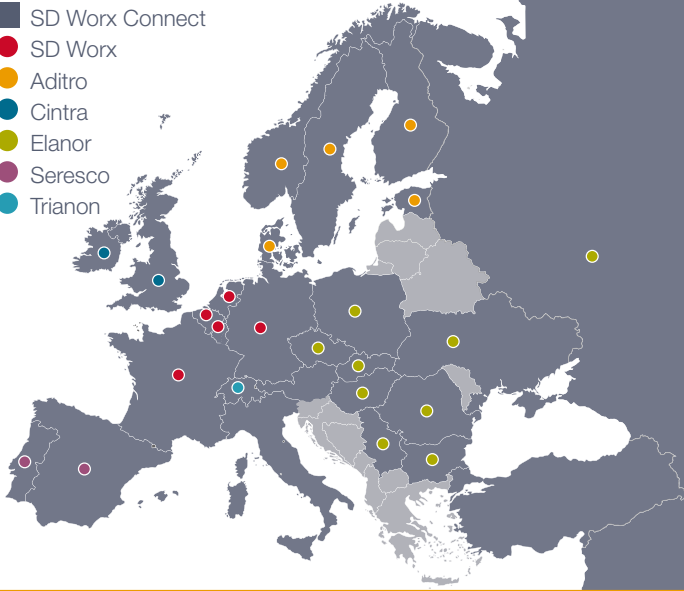 SD Worx Connect
SD Worx
Aditro
Cintra
Elanor
Seresco
Trianon